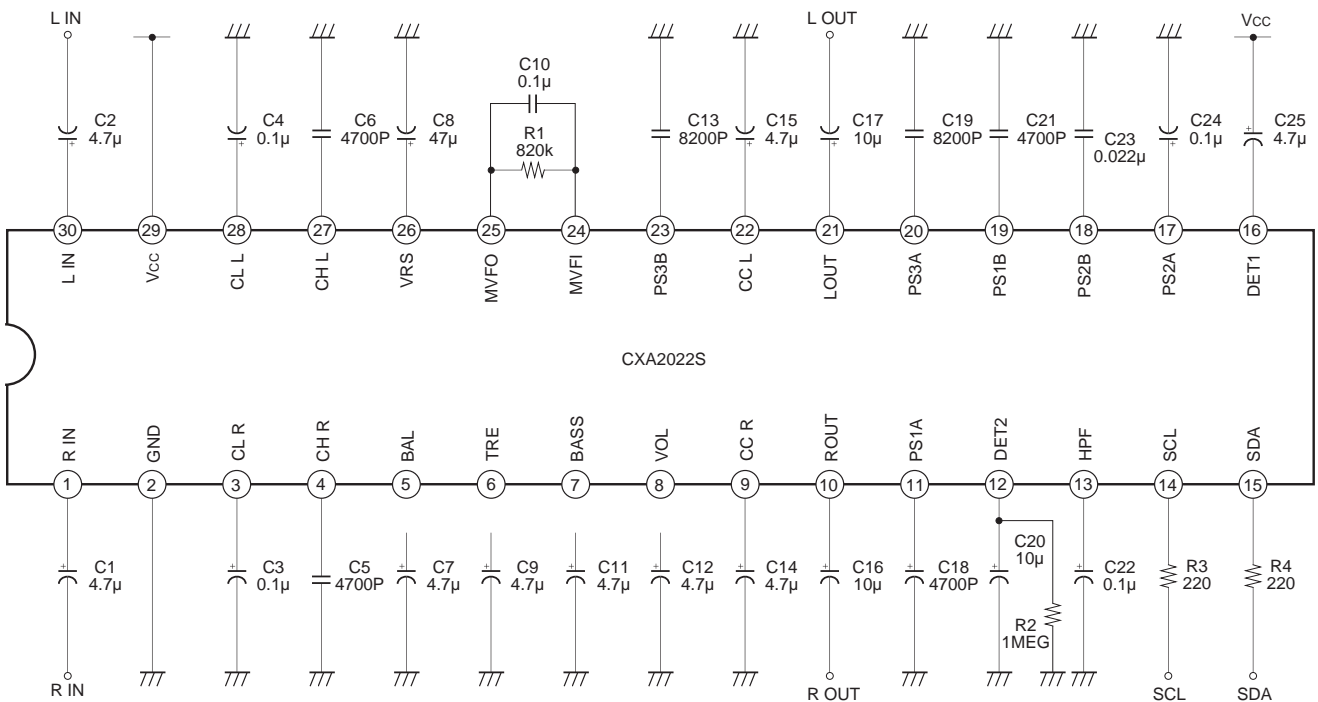 L IN
L OUT
Vcc
C2
4.7µ
C4
0.1µ
C6
4700P
C8
47µ
C10
0.1µ
R1
820k
C13
8200P
C15
4.7µ
C17
10µ
C19
8200P
C21
4700P
C23
0.022µ
C24
0.1µ
C25
4.7µ
30
29
28
27
26
25
24
23
22
21
20
19
18
17
16
L IN
Vcc
CL L
CH L
VRS
MVFO
MVFI
PS3B
CC L
LOUT
PS3A
PS1B
PS2B
PS2A
DET1
CXA2022S
R IN
GND
CL R
CH R
BAL
TRE
BASS
VOL
CC R
ROUT
PS1A
DET2
HPF
SCL
SDA
1
2
3
4
5
6
7
8
9
10
11
12
13
14
15
C1
4.7µ
C3
0.1µ
C5
4700P
C7
4.7µ
C9
4.7µ
C11
4.7µ
C12
4.7µ
C14
4.7µ
C16
10µ
C18
4700P
C20
10µ
R2
1MEG
C22
0.1µ
R3
220
R4
220
R IN
R OUT
SCL
SDA